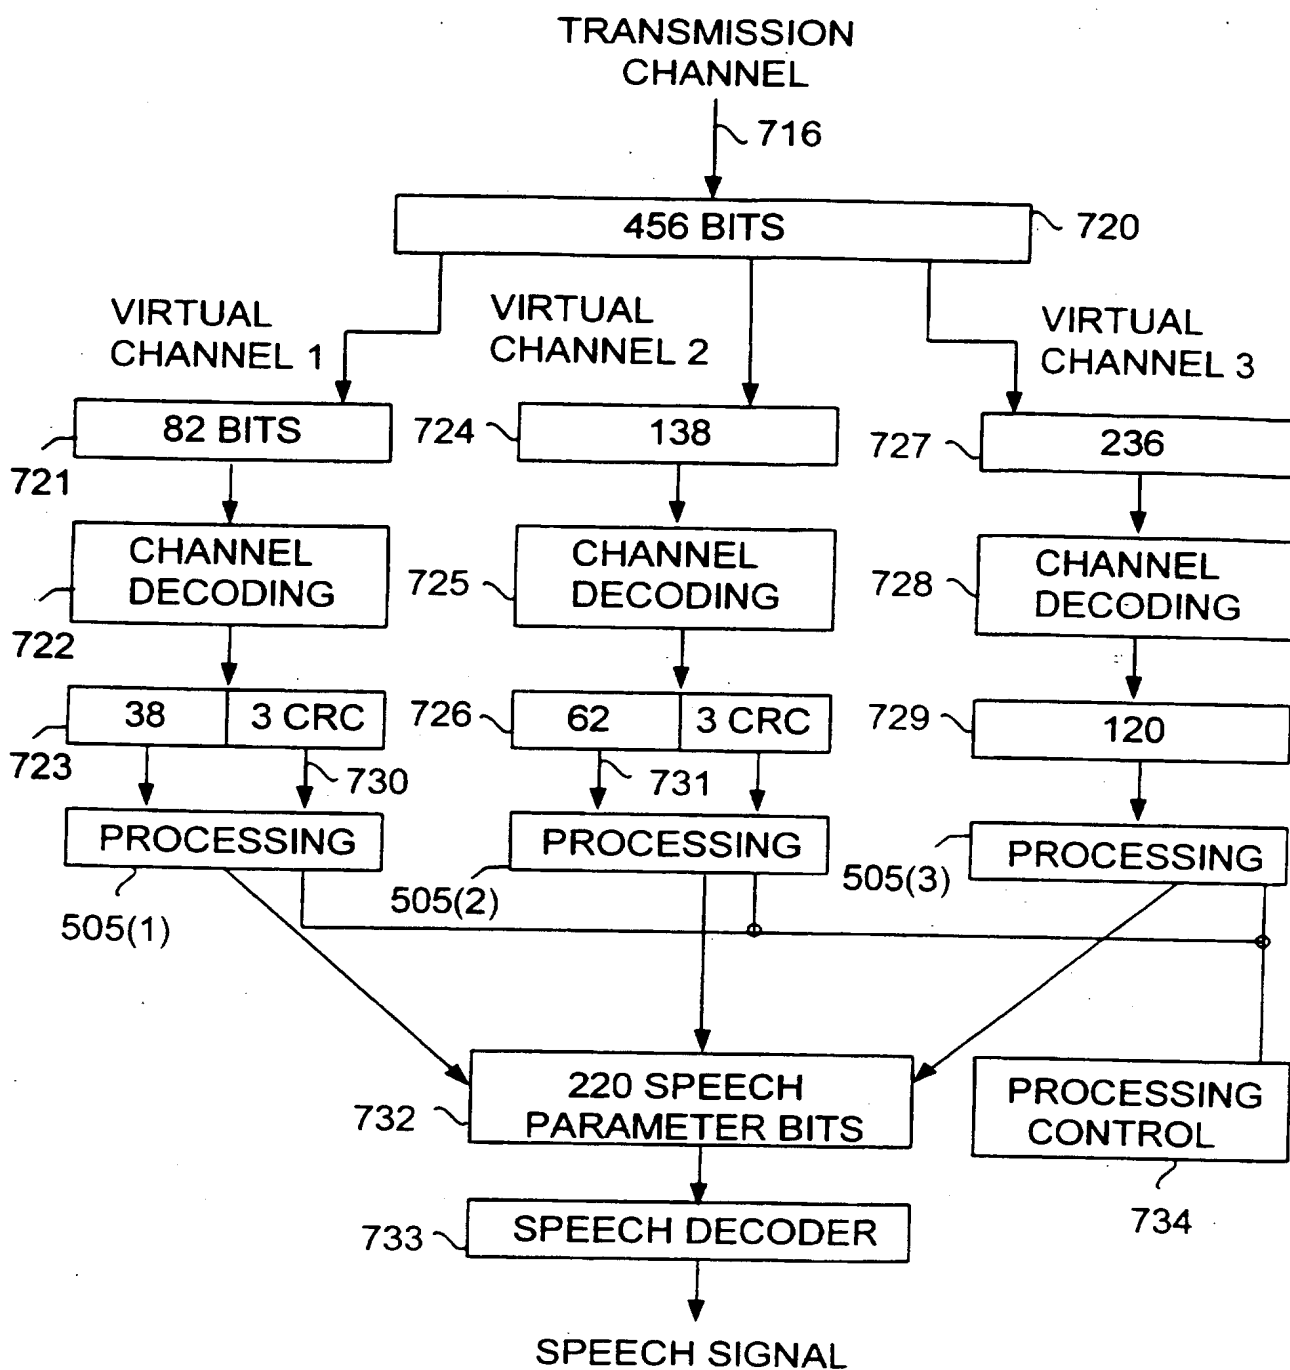 TRANSMISSION
CHANNEL
716
456 BITS
720
VIRTUAL
CHANNEL 1
VIRTUAL
CHANNEL 2
VIRTUAL
CHANNEL 3
82 BITS
721
724
138
727
236
CHANNEL
DECODING
722
725
CHANNEL
DECODING
728
CHANNEL
DECODING
38
3 CRC
723
726
62
3 CRC
729
120
730
731
PROCESSING
505(1)
PROCESSING
505(2)
PROCESSING
505(3)
220 SPEECH
PARAMETER BITS
732
PROCESSING
CONTROL
734
733
SPEECH DECODER
SPEECH SIGNAL